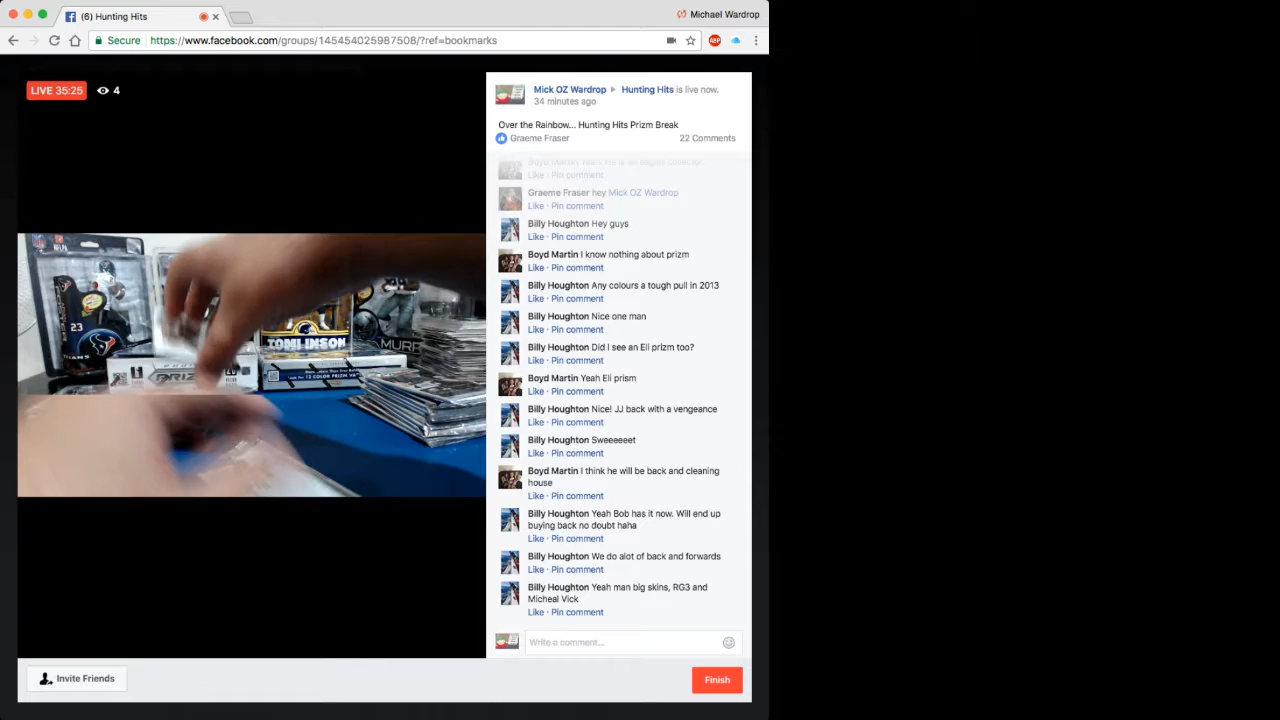 (6) Hunting Hits
Michael Wardrop
Secure
https://www.facebook.com/groups/145454025987508/?ref=bookmarks
ABP
LIVE 35:25
4
Mick OZ Wardrop Hunting Hits is live now.
34 minutes ago
Over the Rainbow... Hunting Hits Prizm Break
Graeme Fraser
22 Comments
Like · Pin comment
Graeme Fraser hey Mick OZ Wardrop
Like · Pin comment
Billy Houghton Hey guys
Like · Pin comment
Boyd Martin I know nothing about prizm
Like · Pin comment
Billy Houghton Any colours a tough pull in 2013
Like · Pin comment
Billy Houghton Nice one man
Like · Pin comment
Billy Houghton Did I see an Eli prizm too?
Like · Pin comment
Boyd Martin Yeah Eli prism
Like · Pin comment
Billy Houghton Nice! JJ back with a vengeance
Like · Pin comment
Billy Houghton Sweeeeeet
Like · Pin comment
Boyd Martin I think he will be back and cleaning
house
Like · Pin comment
Billy Houghton Yeah Bob has it now. Will end up
buying back no doubt haha
Like · Pin comment
Billy Houghton We do alot of back and forwards
Like · Pin comment
Billy Houghton Yeah man big skins, RG3 and
Micheal Vick
Like · Pin comment
Write a comment...
Invite Friends
Finish
23
TOMLINSON
PRIZM